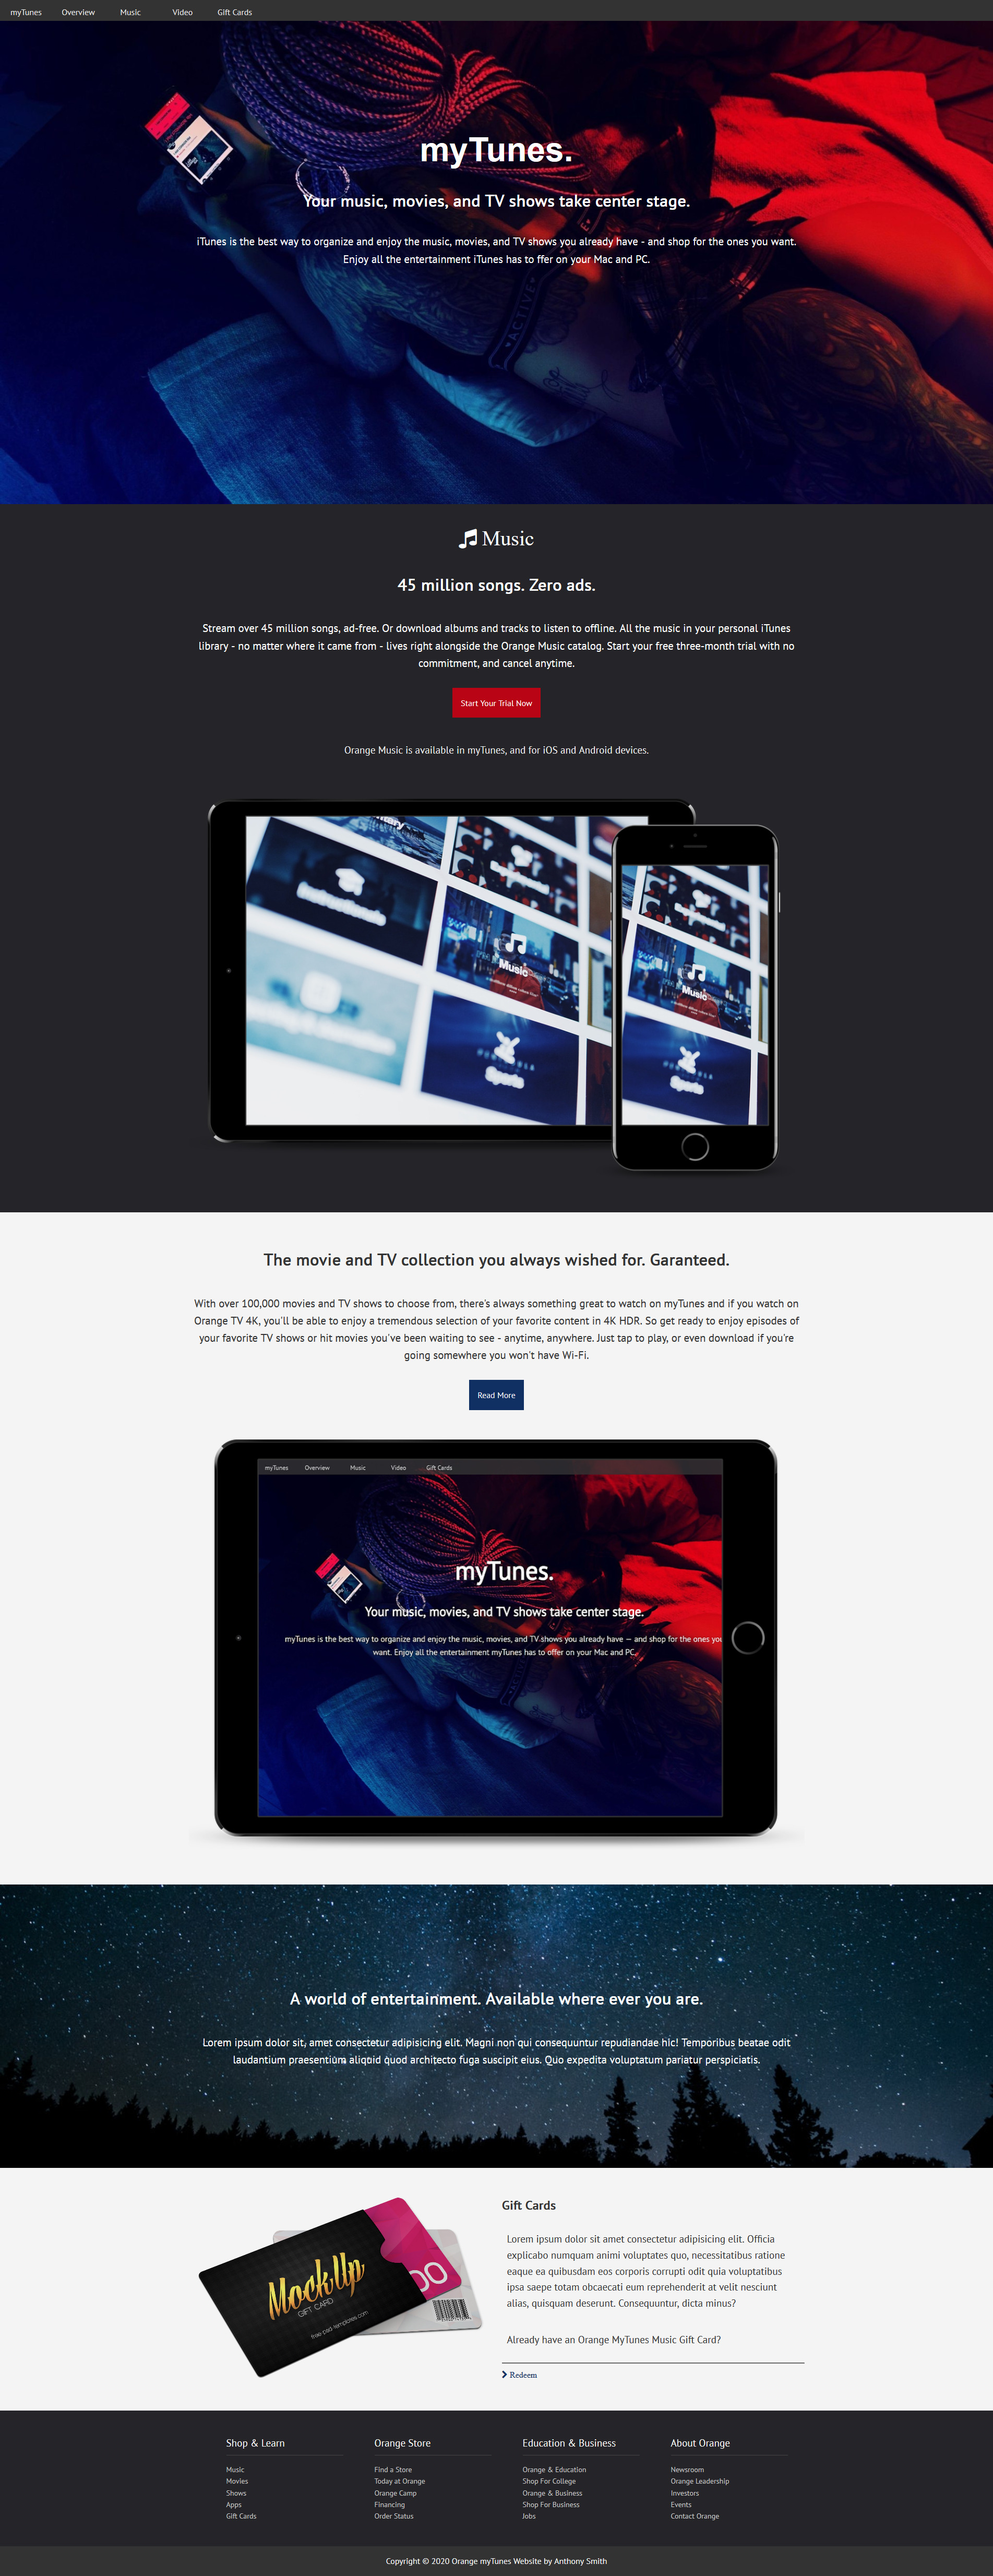 myTunes Overview Music Video Gift Cards
myTunes.
Your music, movies, and TV shows take center stage.
iTunes is the best way to organize and enjoy the music, movies, and TV shows you already have - and shop for the ones you want.
Enjoy all the entertainment iTunes has to ffer on your Mac and PC.
ACTIVE
Music
45 million songs. Zero ads.
Stream over 45 million songs, ad-free. Or download albums and tracks to listen to offline. All the music in your personal iTunes
library - no matter where it came from - lives right alongside the Orange Music catalog. Start your free three-month trial with no
commitment, and cancel anytime.
Start Your Trial Now
Orange Music is available in myTunes, and for iOS and Android devices.
Music
Music
The movie and TV collection you always wished for. Garanteed.
With over 100,000 movies and TV shows to choose from, there's always something great to watch on myTunes and if you watch on
Orange TV 4K, you'll be able to enjoy a tremendous selection of your favorite content in 4K HDR. So get ready to enjoy episodes of
your favorite TV shows or hit movies you've been waiting to see - anytime, anywhere. Just tap to play, or even download if you're
going somewhere you won't have Wi-Fi.
Read More
myTunes Overview Music Video Gift Cards
myTunes.
Your music, movies, and TV shows take center stage.
myTunes is the best way to organize and enjoy the music, movies, and TV shows you already have — and shop for the ones you
want. Enjoy all the entertainment myTunes has to offer on your Mac and PC.
A world of entertainment. Available where ever you are.
Lorem ipsum dolor sit, amet consectetur adipisicing elit. Magni non qui consequuntur repudiandae hic! Temporibus beatae odit
laudantium praesentium aliquid quod architecto fuga suscipit eius. Quo expedita voluptatum pariatur perspiciatis.
MockUp
GIFT CARD
free-psd-templates.com
00
Gift Cards
Lorem ipsum dolor sit amet consectetur adipisicing elit. Officia
explicabo numquam animi voluptates quo, necessitatibus ratione
eaque ea quibusdam eos corporis corrupti odit quia voluptatibus
ipsa saepe totam obcaecati eum reprehenderit at velit nesciunt
alias, quisquam deserunt. Consequuntur, dicta minus?
Already have an Orange MyTunes Music Gift Card?
Redeem
Shop & Learn
Music
Movies
Shows
Apps
Gift Cards
Orange Store
Find a Store
Today at Orange
Orange Camp
Financing
Order Status
Education & Business
Orange & Education
Shop For College
Orange & Business
Shop For Business
Jobs
About Orange
Newsroom
Orange Leadership
Investors
Events
Contact Orange
Copyright © 2020 Orange myTunes Website by Anthony Smith